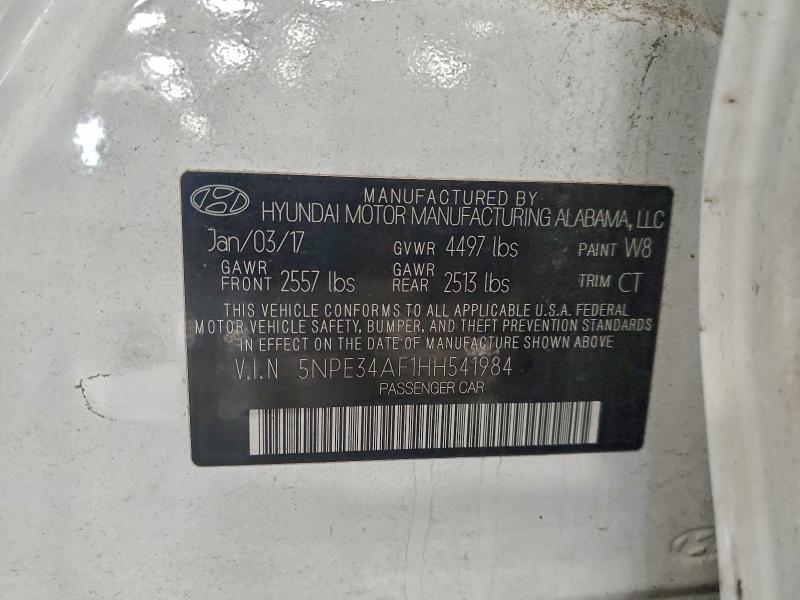 MANUFACTURED BY
HYUNDAI MOTOR MANUFACTURING ALABAMA, LLC
Jan/03/17 GVWR 4497 lbs PAINT W8
GAWR FRONT 2557 lbs GAWR REAR 2513 lbs TRIM CT
THIS VEHICLE CONFORMS TO ALL APPLICABLE U.S.A. FEDERAL
MOTOR VEHICLE SAFETY, BUMPER, AND THEFT PREVENTION STANDARDS
IN EFFECT ON THE DATE OF MANUFACTURE SHOWN ABOVE
V.I.N 5NPE34AF1HH541984
PASSENGER CAR